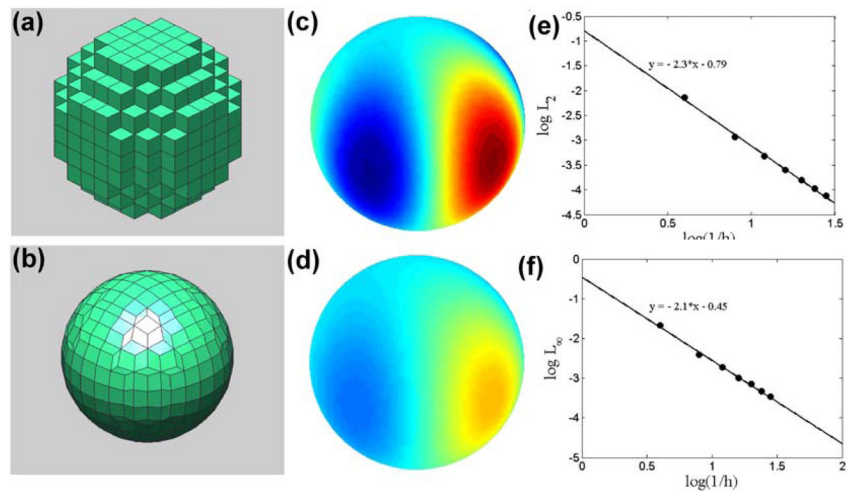 (a)
(b)
(c)
(d)
(e)
-0.5
-1
-1.5
-2
-2.5
-3
-3.5
-4
-4.5
0
0.5
1
1.5
log L₂
y = - 2.3*x - 0.79
log(1/h)
(f)
0
-1
-2
-3
-4
-5
0
0.5
1
1.5
2
log L∞
y = - 2.1*x - 0.45
log(1/h)